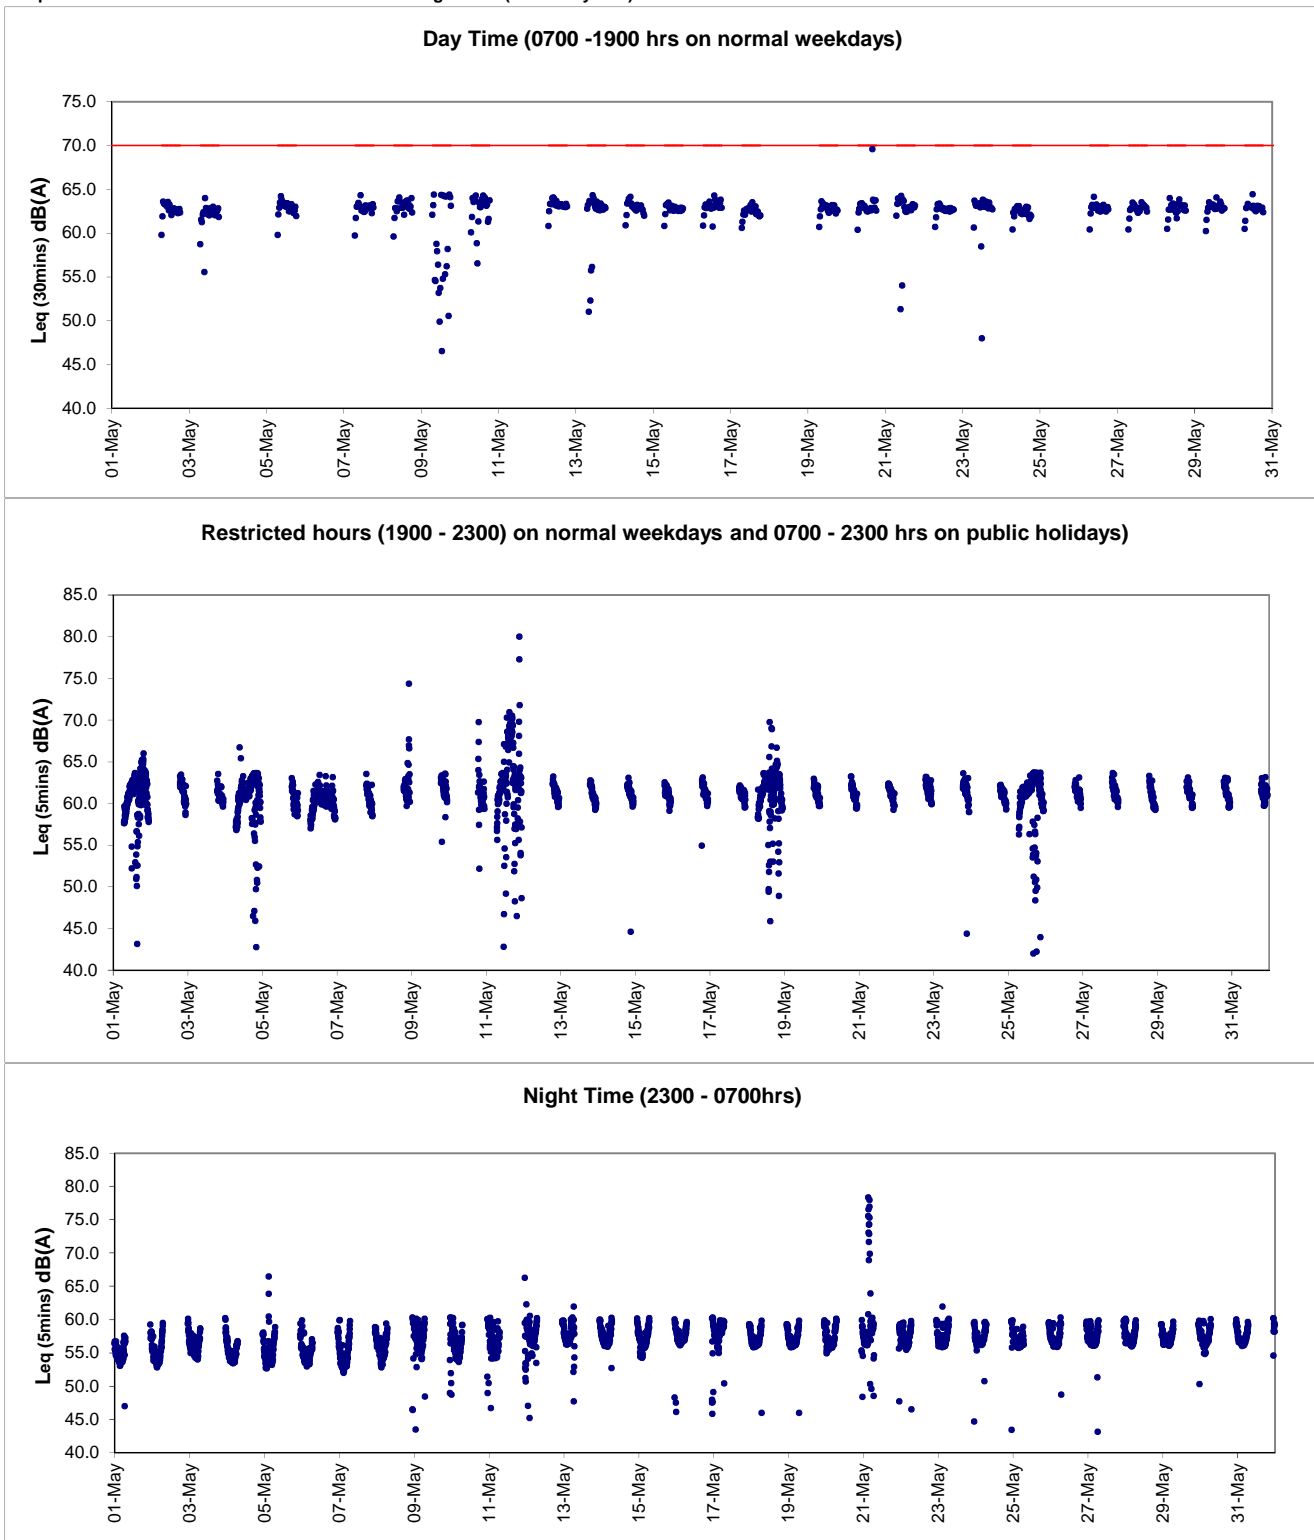 Day Time (0700 -1900 hrs on normal weekdays)
75.0
70.0
65.0
60.0
55.0
50.0
45.0
40.0
Leq (30mins) dB(A)
01-May
03-May
05-May
07-May
09-May
11-May
13-May
15-May
17-May
19-May
21-May
23-May
25-May
27-May
29-May
31-May
Restricted hours (1900 - 2300) on normal weekdays and 0700 - 2300 hrs on public holidays)
85.0
80.0
75.0
70.0
65.0
60.0
55.0
50.0
45.0
40.0
Leq (5mins) dB(A)
01-May
03-May
05-May
07-May
09-May
11-May
13-May
15-May
17-May
19-May
21-May
23-May
25-May
27-May
29-May
31-May
Night Time (2300 - 0700hrs)
85.0
80.0
75.0
70.0
65.0
60.0
55.0
50.0
45.0
40.0
Leq (5mins) dB(A)
01-May
03-May
05-May
07-May
09-May
11-May
13-May
15-May
17-May
19-May
21-May
23-May
25-May
27-May
29-May
31-May